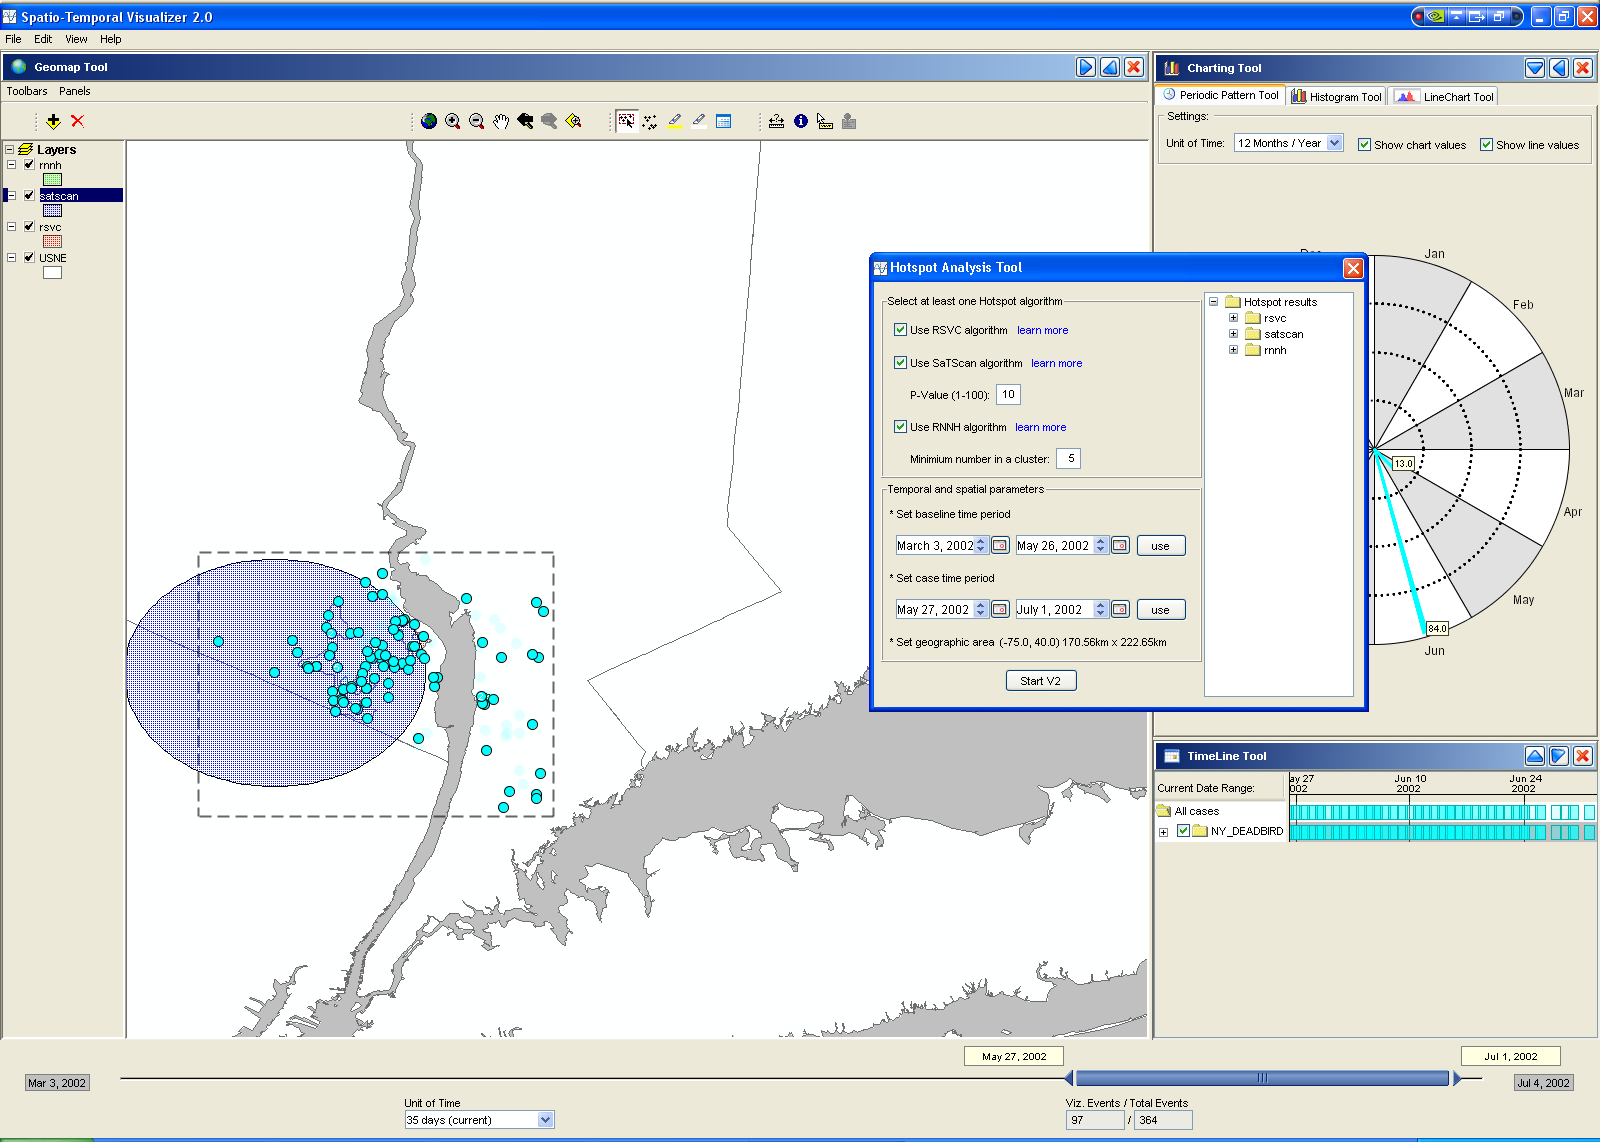 Spatio-Temporal Visualizer 2.0
File Edit View Help
Geomap Tool
Toolbars Panels
Layers
rnnh
satscan
rsvc
USNE
Charting Tool
Periodic Pattern Tool Histogram Tool LineChart Tool
Settings:
Unit of Time: 12 Months / Year Show chart values Show line values
Jan
Feb
Mar
Apr
May
Jun
13.0
84.0
Hotspot Analysis Tool
Select at least one Hotspot algorithm
Use RSVC algorithm learn more
Use SaTScan algorithm learn more
P-Value (1-100): 10
Use RNNH algorithm learn more
Minimum number in a cluster: 5
Temporal and spatial parameters
* Set baseline time period
March 3, 2002 May 26, 2002 use
* Set case time period
May 27, 2002 July 1, 2002 use
* Set geographic area (-75.0, 40.0) 170.56km x 222.65km
Start V2
Hotspot results
rsvc
satscan
rnnh
TimeLine Tool
Current Date Range:
ay 27 Jun 10 Jun 24
002 2002 2002
All cases
NY_DEADBIRD
May 27, 2002 Jul 1, 2002
Mar 3, 2002 Jul 4, 2002
Unit of Time
35 days (current)
Viz. Events / Total Events
97 / 364